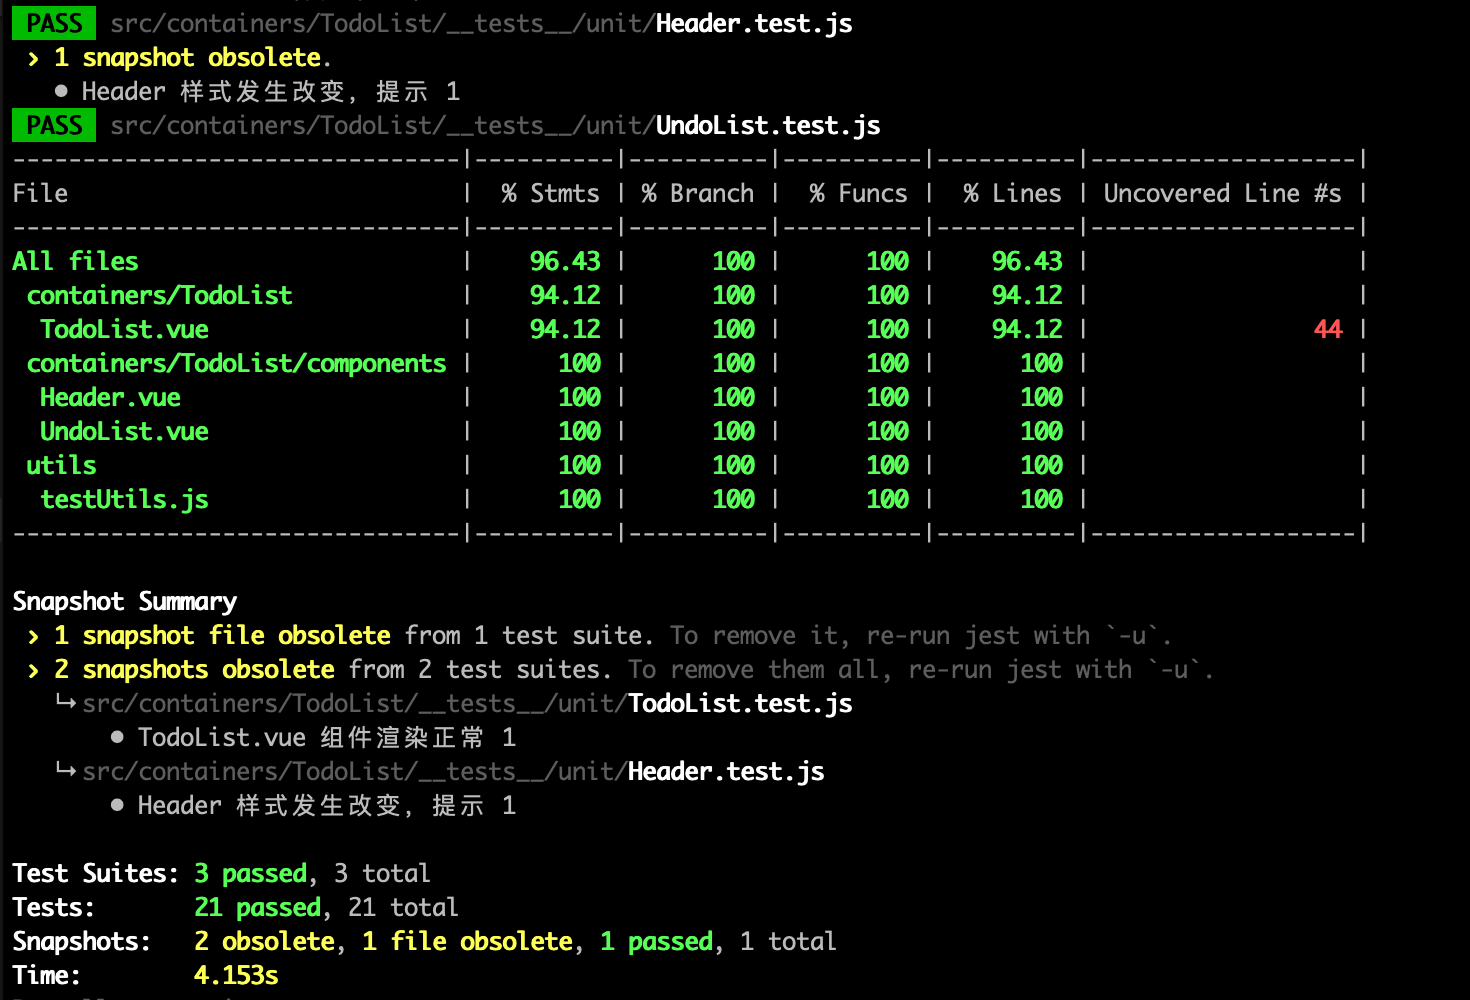 PASS src/containers/TodoList/__tests__/unit/Header.test.js
› 1 snapshot obsolete.
• Header 样式发生改变, 提示 1
PASS src/containers/TodoList/__tests__/unit/UndoList.test.js
--------------------------------|----------|----------|----------|----------|-------------------|
File                            |  % Stmts | % Branch |  % Funcs |  % Lines | Uncovered Line #s |
--------------------------------|----------|----------|----------|----------|-------------------|
All files                       |    96.43 |      100 |      100 |    96.43 |                   |
 containers/TodoList            |    94.12 |      100 |      100 |    94.12 |                   |
  TodoList.vue                  |    94.12 |      100 |      100 |    94.12 |                44 |
 containers/TodoList/components |      100 |      100 |      100 |      100 |                   |
  Header.vue                    |      100 |      100 |      100 |      100 |                   |
  UndoList.vue                  |      100 |      100 |      100 |      100 |                   |
 utils                          |      100 |      100 |      100 |      100 |                   |
  testUtils.js                  |      100 |      100 |      100 |      100 |                   |
--------------------------------|----------|----------|----------|----------|-------------------|
Snapshot Summary
› 1 snapshot file obsolete from 1 test suite. To remove it, re-run jest with `-u`.
› 2 snapshots obsolete from 2 test suites. To remove them all, re-run jest with `-u`.
↳ src/containers/TodoList/__tests__/unit/TodoList.test.js
• TodoList.vue 组件渲染正常 1
↳ src/containers/TodoList/__tests__/unit/Header.test.js
• Header 样式发生改变, 提示 1
Test Suites: 3 passed, 3 total
Tests:       21 passed, 21 total
Snapshots:   2 obsolete, 1 file obsolete, 1 passed, 1 total
Time:        4.153s